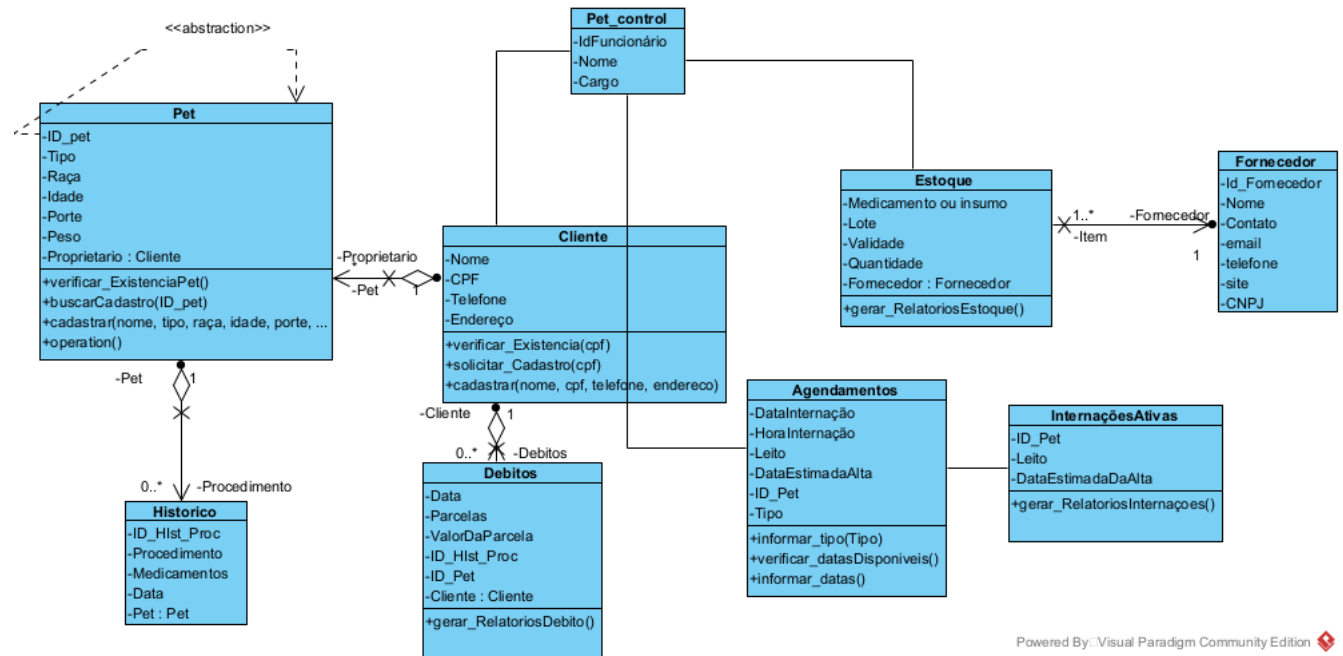 <<abstraction>>
Pet_control
-IdFuncionário
-Nome
-Cargo
Pet
-ID_pet
-Tipo
-Raça
-Idade
-Porte
-Peso
-Proprietario : Cliente
+verificar_ExistenciaPet()
+buscarCadastro(ID_pet)
+cadastrar(nome, tipo, raça, idade, porte, ...
+operation()
-Proprietario
*
-Pet
1
Cliente
-Nome
-CPF
-Telefone
-Endereço
+verificar_Existencia(cpf)
+solicitar_Cadastro(cpf)
+cadastrar(nome, cpf, telefone, endereco)
Estoque
-Medicamento ou insumo
-Lote
-Validade
-Quantidade
-Fornecedor : Fornecedor
+gerar_RelatoriosEstoque()
1..*
-Fornecedor
-Item
1
Fornecedor
-Id_Fornecedor
-Nome
-Contato
-email
-telefone
-site
-CNPJ
-Pet
1
0..*
-Procedimento
Historico
-ID_HIst_Proc
-Procedimento
-Medicamentos
-Data
-Pet : Pet
-Cliente
1
0..*
-Debitos
Debitos
-Data
-Parcelas
-ValorDaParcela
-ID_HIst_Proc
-ID_Pet
-Cliente : Cliente
+gerar_RelatoriosDebito()
Agendamentos
-DataInternação
-HoraInternação
-Leito
-DataEstimadaAlta
-ID_Pet
-Tipo
+informar_tipo(Tipo)
+verificar_datasDisponiveis()
+informar_datas()
InternaçõesAtivas
-ID_Pet
-Leito
-DataEstimadaDaAlta
+gerar_RelatoriosInternaçoes()
Powered By Visual Paradigm Community Edition